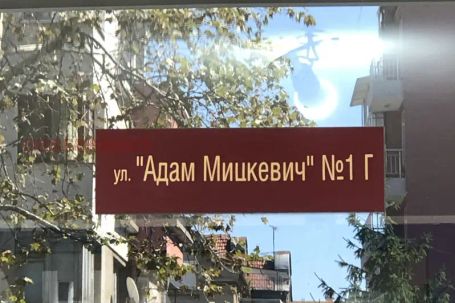 ул. "Адам Мицкевич" №1 Г